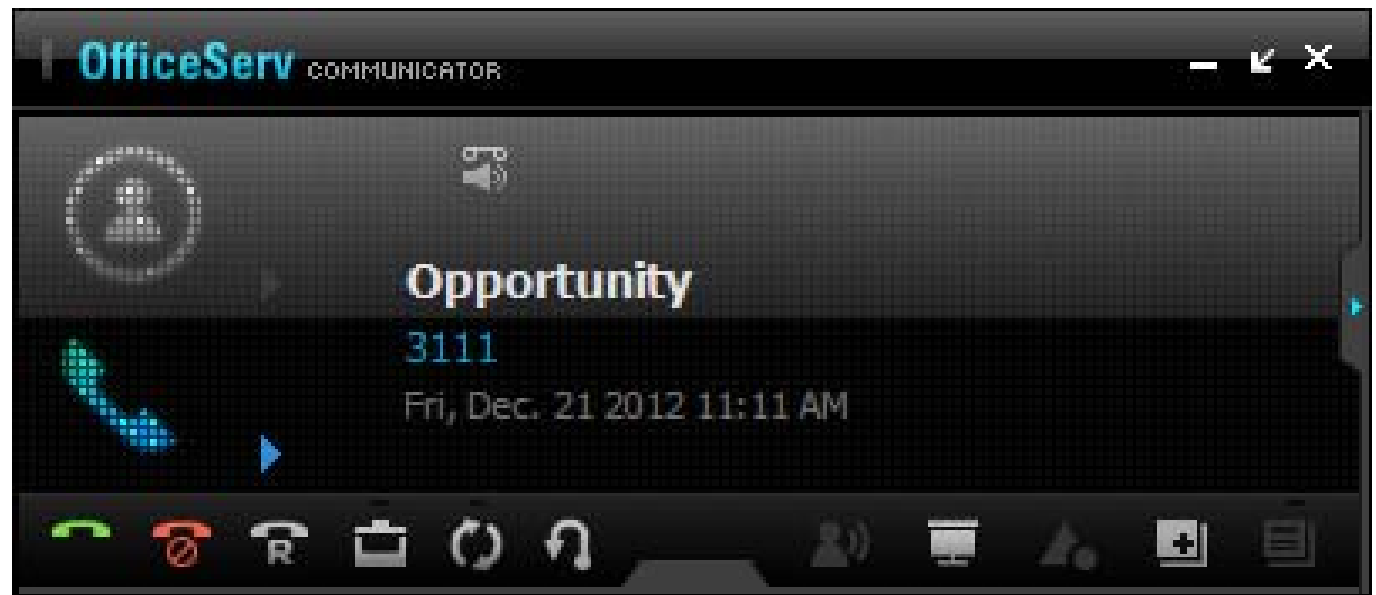 OfficeServ COMMUNICATOR
Opportunity
3111
Fri, Dec. 21 2012 11:11 AM
R